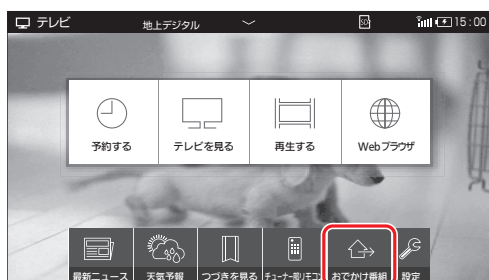 テレビ
地上デジタル
SD
15:00
予約する
テレビを見る
再生する
Webブラウザ
最新ニュース
天気予報
つづきを見る
チューナー部リモコン
おでかけ番組
設定